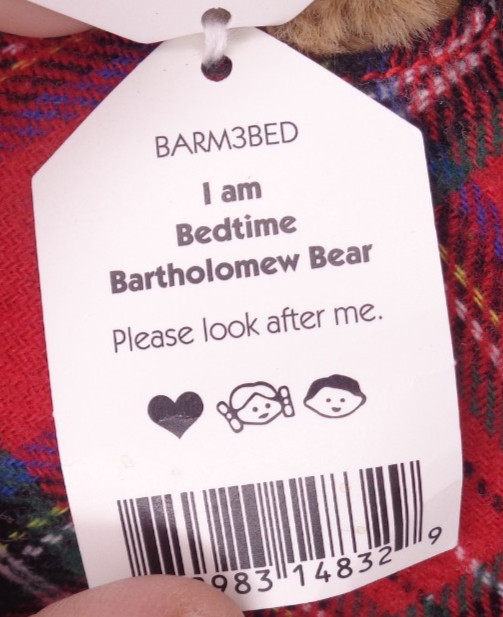 BARM3BED
I am
Bedtime
Bartholomew Bear
Please look after me.
983 14832 9